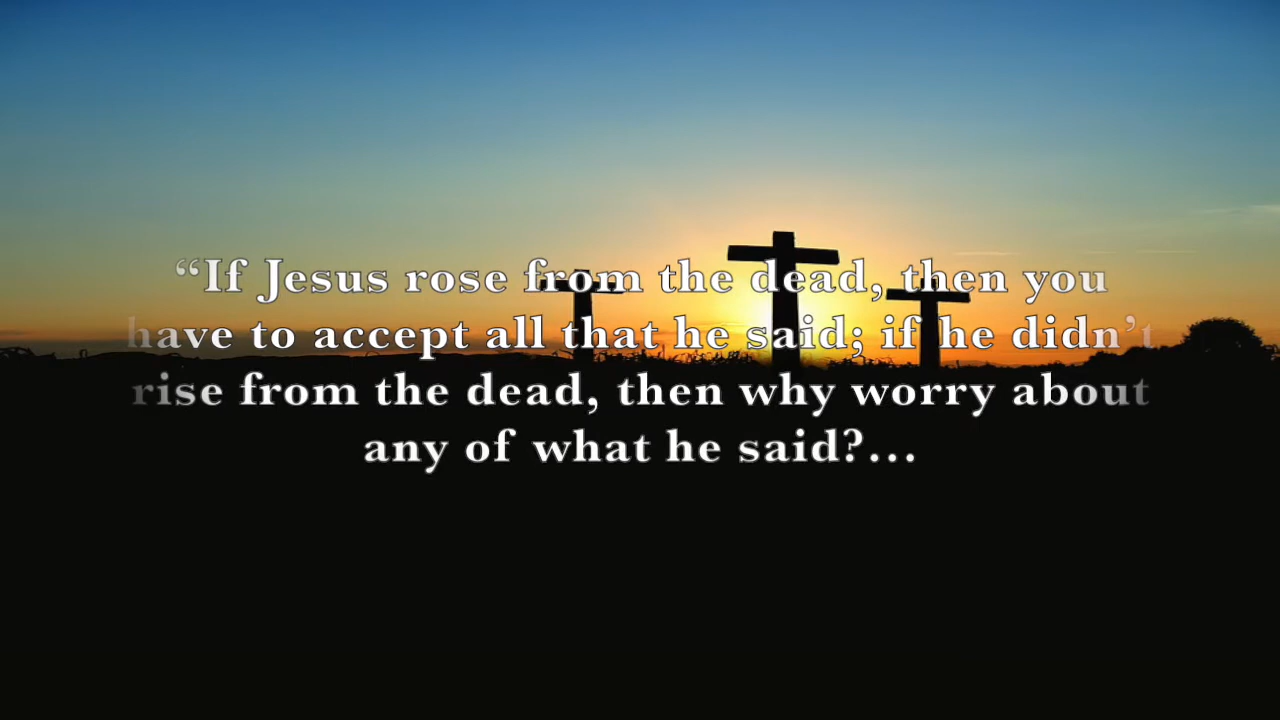 “If Jesus rose from the dead, then you
have to accept all that he said; if he didn’t
rise from the dead, then why worry about
any of what he said?...